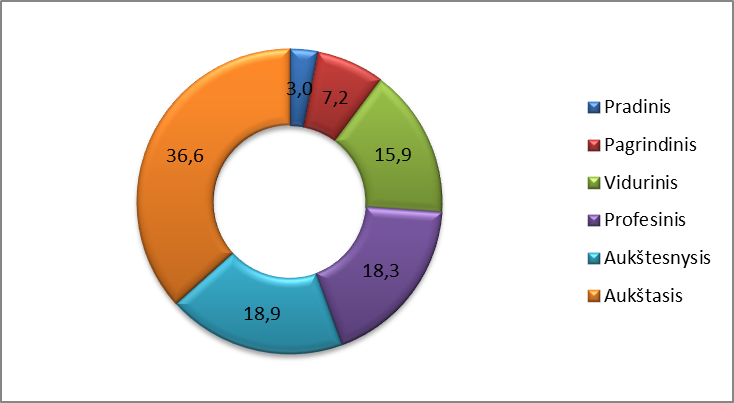 3,0
7,2
15,9
18,3
18,9
36,6
Pradinis
Pagrindinis
Vidurinis
Profesinis
Aukštesnysis
Aukštasis